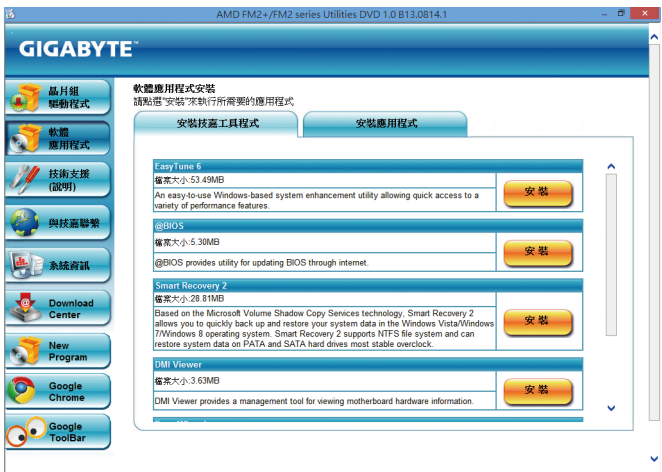 AMD FM2+/FM2 series Utilities DVD 1.0 B13.0814.1
GIGABYTE™
晶片組
驅動程式
軟體
應用程式
技術支援
(說明)
與技嘉聯繫
系統資訊
Download
Center
New
Program
Google
Chrome
Google
ToolBar
軟體應用程式安裝
請點選"安裝"來執行所需要的應用程式
安裝技嘉工具程式
安裝應用程式
EasyTune 6
檔案大小:53.49MB
An easy-to-use Windows-based system enhancement utility allowing quick access to a
variety of performance features.
安裝
@BIOS
檔案大小:5.30MB
@BIOS provides utility for updating BIOS through internet.
安裝
Smart Recovery 2
檔案大小:28.81MB
Based on the Microsoft Volume Shadow Copy Services technology, Smart Recovery 2
allows you to quickly back up and restore your system data in the Windows Vista/Windows
7/Windows 8 operating system. Smart Recovery 2 supports NTFS file system and can
restore system data on PATA and SATA hard drives most stable overclock.
安裝
DMI Viewer
檔案大小:3.63MB
DMI Viewer provides a management tool for viewing motherboard hardware information.
安裝